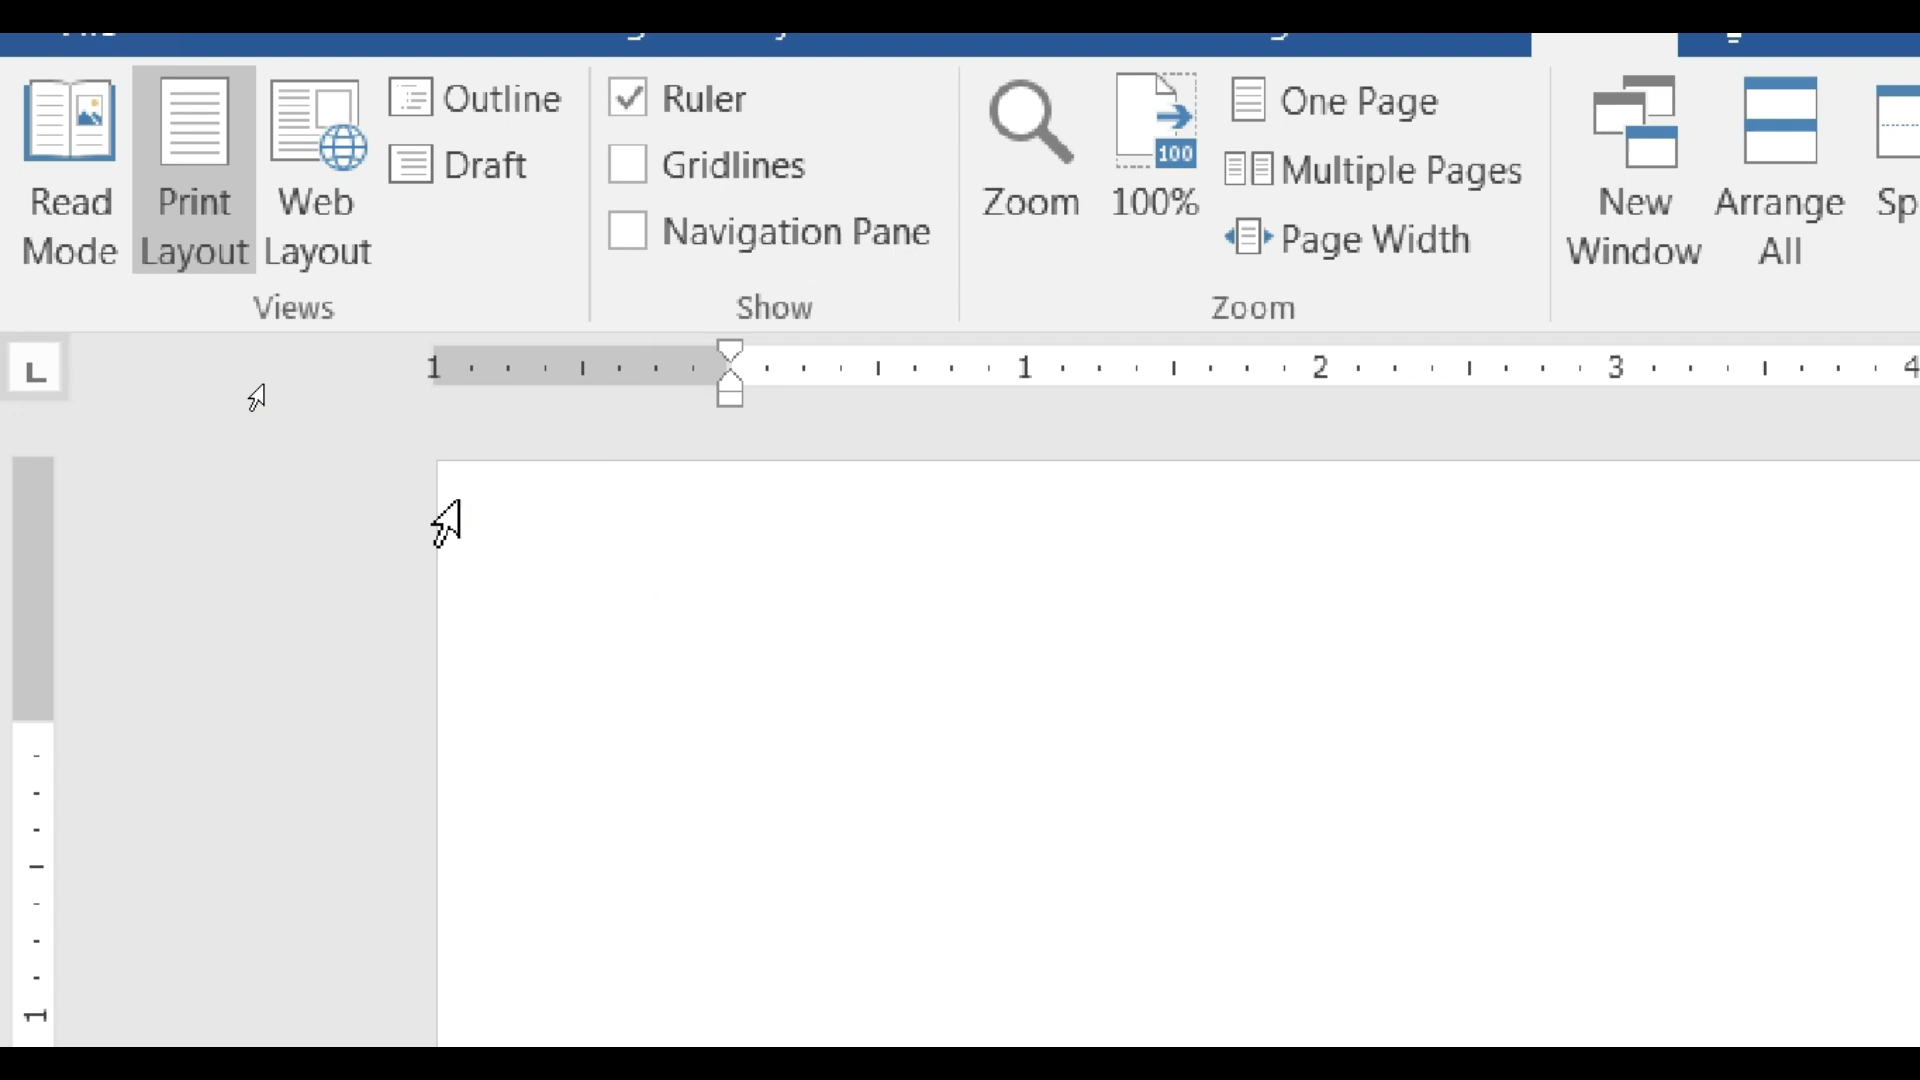 Read Mode
Print Layout
Web Layout
Outline
Draft
Views
Ruler
Gridlines
Navigation Pane
Show
Zoom
100
100%
One Page
Multiple Pages
Page Width
Zoom
New Window
Arrange All
L
1 1 2 3 4
1